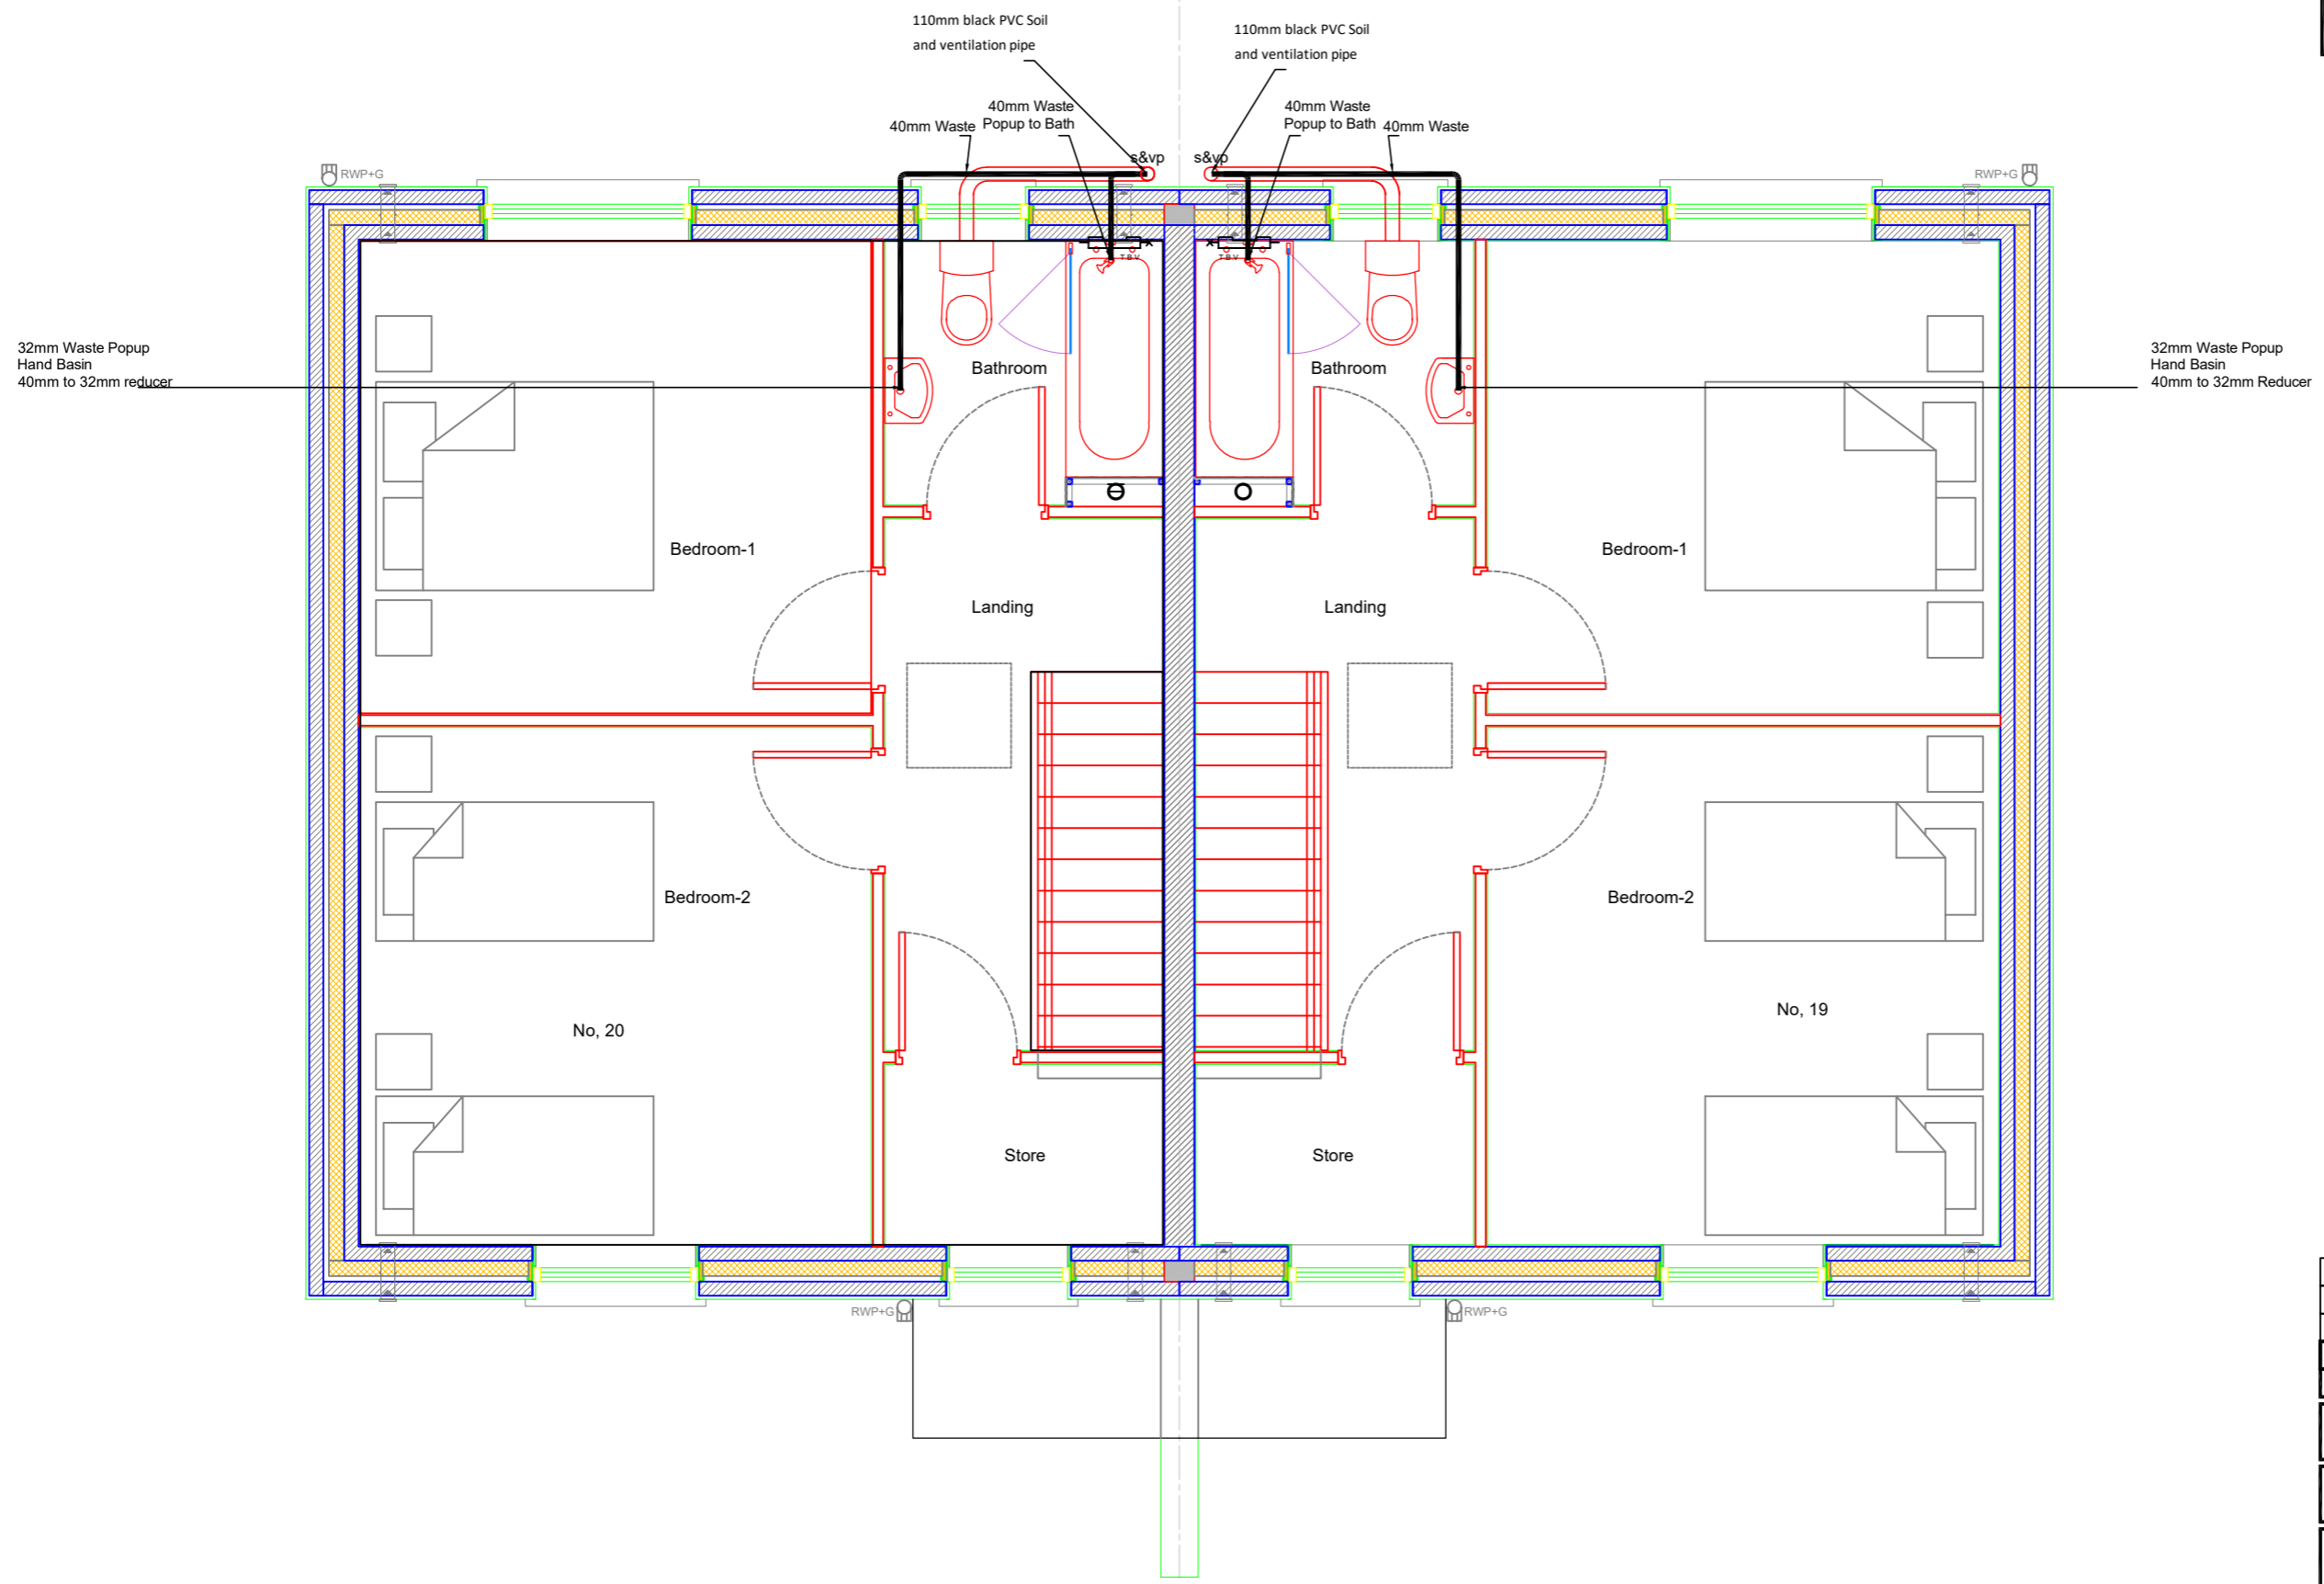 110mm black PVC Soil
and ventilation pipe
110mm black PVC Soil
and ventilation pipe
40mm Waste
40mm Waste
Popup to Bath
40mm Waste
Popup to Bath
40mm Waste
s&vp
s&vp
RWP+G
RWP+G
T.B.V
T.B.V
32mm Waste Popup
Hand Basin
40mm to 32mm reducer
Bathroom
Bathroom
32mm Waste Popup
Hand Basin
40mm to 32mm Reducer
Bedroom-1
Bedroom-1
Landing
Landing
Bedroom-2
Bedroom-2
No, 20
No, 19
Store
Store
RWP+G
RWP+G